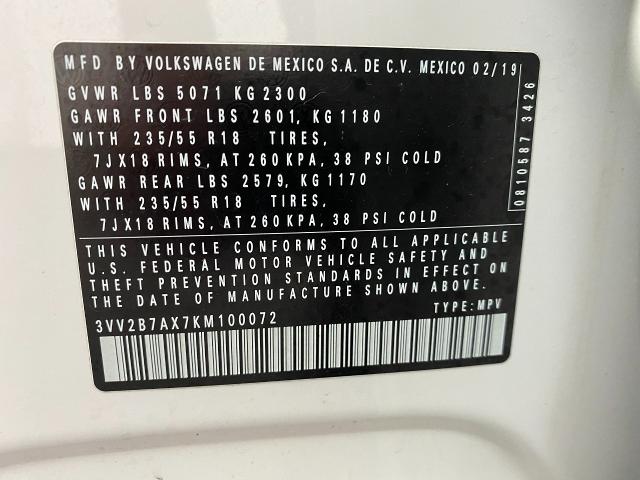 MFD BY VOLKSWAGEN DE MEXICO S.A. DE C.V. MEXICO 02/19
GVWR LBS 5071 KG 2300
GAWR FRONT LBS 2601, KG 1180
WITH 235/55 R18 TIRES,
7JX18 RIMS, AT 260 KPA, 38 PSI COLD
GAWR REAR LBS 2579, KG 1170
WITH 235/55 R18 TIRES,
7JX18 RIMS, AT 260 KPA, 38 PSI COLD
THIS VEHICLE CONFORMS TO ALL APPLICABLE
U.S. FEDERAL MOTOR VEHICLE SAFETY AND
THEFT PREVENTION STANDARDS IN EFFECT ON
THE DATE OF MANUFACTURE SHOWN ABOVE.
3VV2B7AX7KM100072 TYPE: MPV
0810587 3426